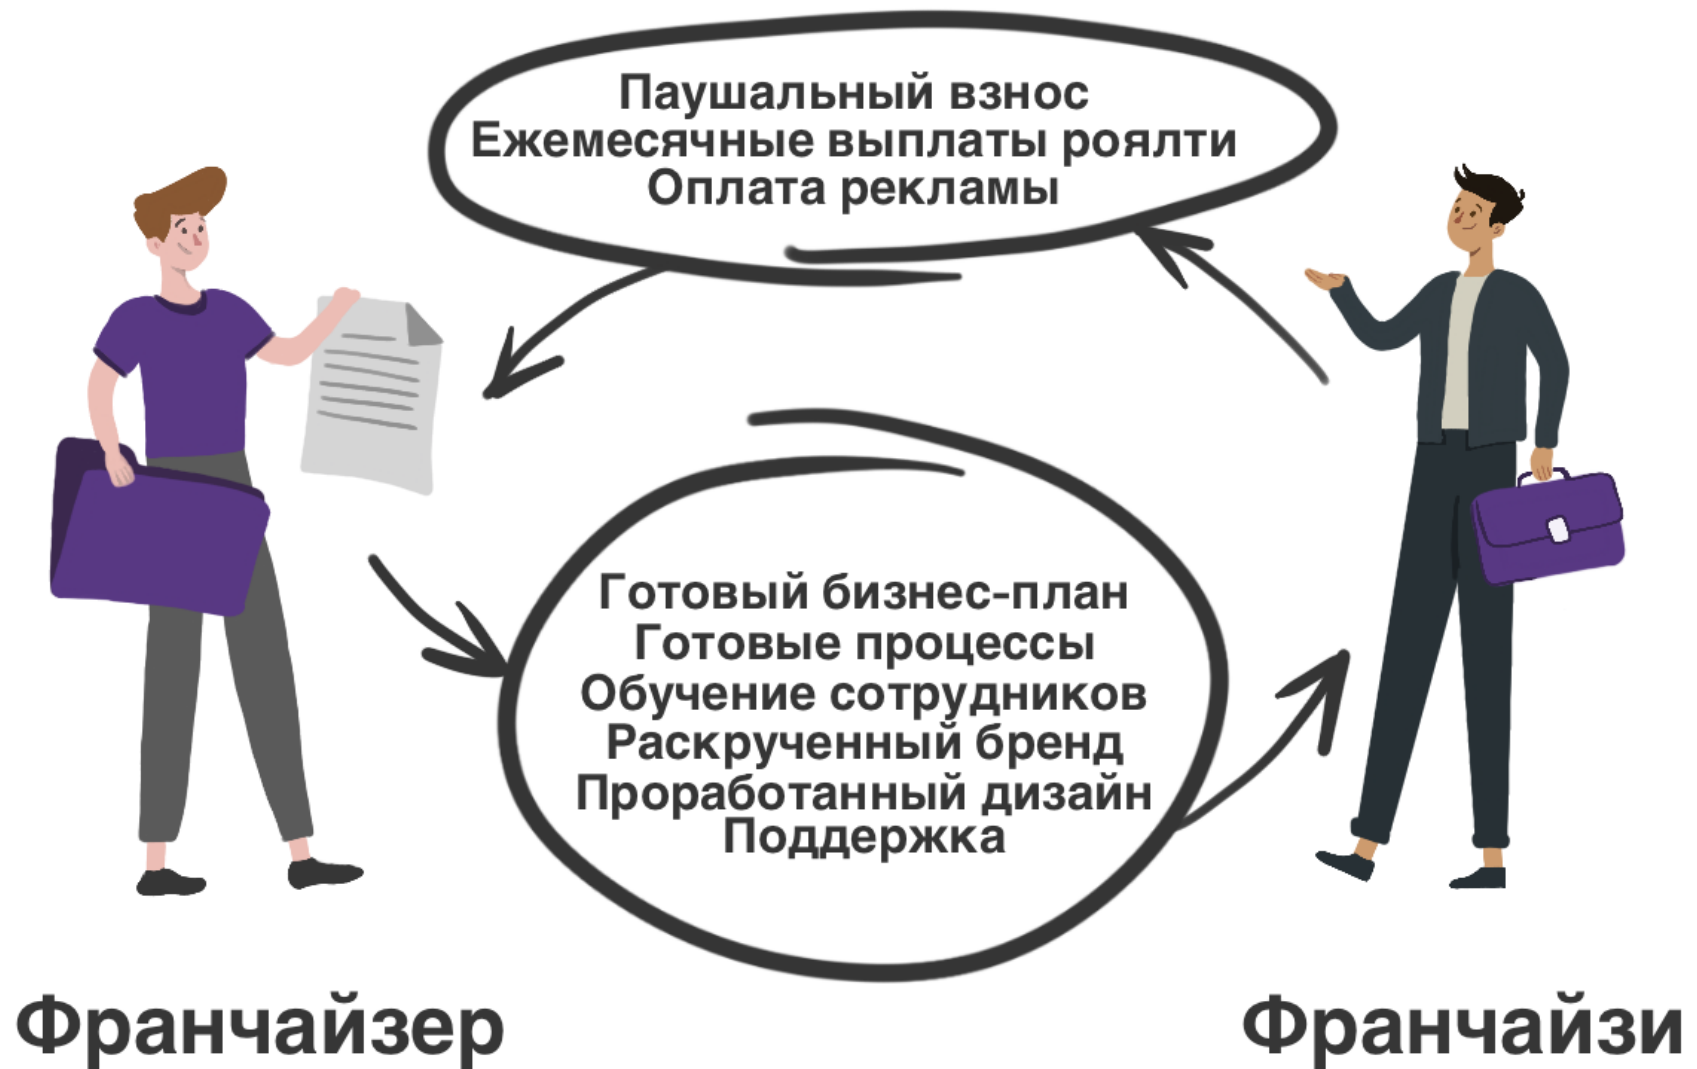 Паушальный взнос
Ежемесячные выплаты роялти
Оплата рекламы
Готовый бизнес-план
Готовые процессы
Обучение сотрудников
Раскрученный бренд
Проработанный дизайн
Поддержка
Франчайзер
Франчайзи